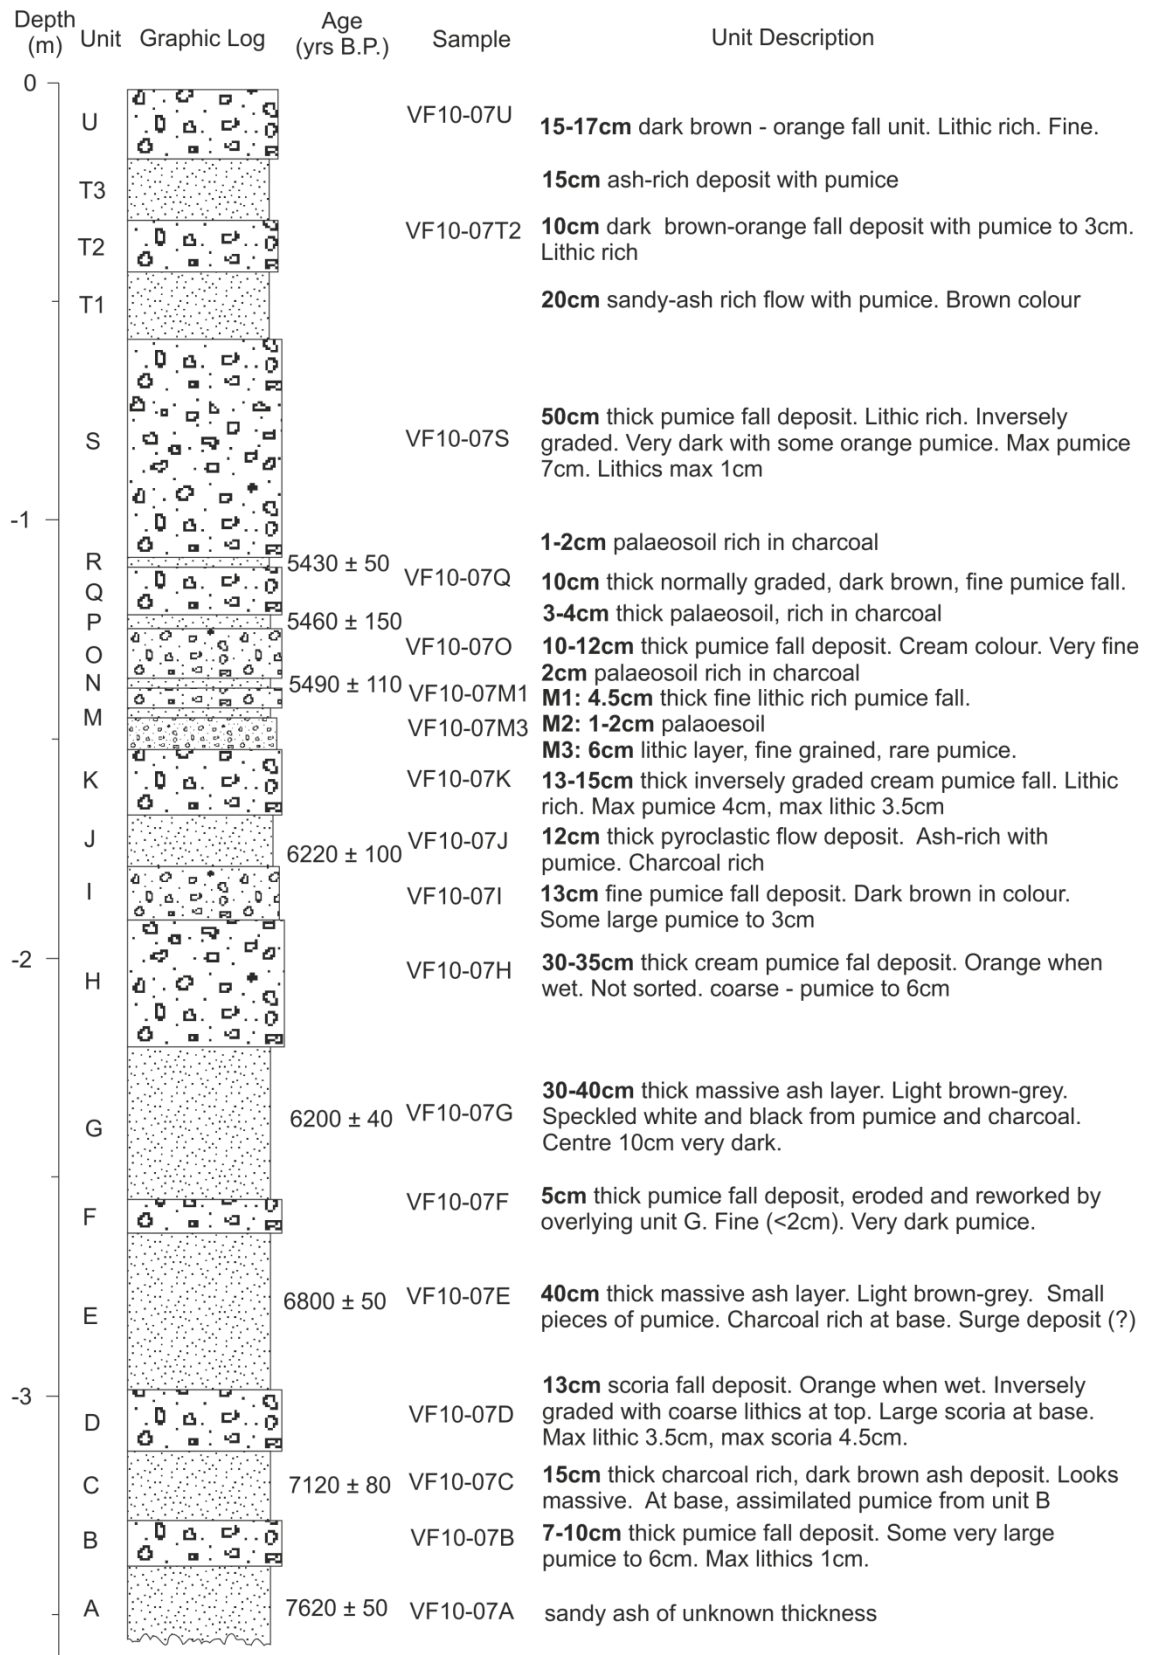 Depth (m) Unit Graphic Log Age (yrs B.P.) Sample Unit Description
0
U VF10-07U 15-17cm dark brown - orange fall unit. Lithic rich. Fine.
T3 15cm ash-rich deposit with pumice
T2 VF10-07T2 10cm dark brown-orange fall deposit with pumice to 3cm.
Lithic rich
T1 20cm sandy-ash rich flow with pumice. Brown colour
50cm thick pumice fall deposit. Lithic rich. Inversely
S VF10-07S graded. Very dark with some orange pumice. Max pumice
7cm. Lithics max 1cm
-1
1-2cm palaeosoil rich in charcoal
R 5430 ± 50
Q VF10-07Q 10cm thick normally graded, dark brown, fine pumice fall.
P 5460 ± 150 3-4cm thick palaeosoil, rich in charcoal
O VF10-07O 10-12cm thick pumice fall deposit. Cream colour. Very fine
N 5490 ± 110 2cm palaeosoil rich in charcoal
VF10-07M1 M1: 4.5cm thick fine lithic rich pumice fall.
M VF10-07M3 M2: 1-2cm palaoesoil
M3: 6cm lithic layer, fine grained, rare pumice.
K VF10-07K 13-15cm thick inversely graded cream pumice fall. Lithic
rich. Max pumice 4cm, max lithic 3.5cm
J 6220 ± 100 VF10-07J 12cm thick pyroclastic flow deposit. Ash-rich with
pumice. Charcoal rich
I VF10-07I 13cm fine pumice fall deposit. Dark brown in colour.
Some large pumice to 3cm
-2
H VF10-07H 30-35cm thick cream pumice fal deposit. Orange when
wet. Not sorted. coarse - pumice to 6cm
30-40cm thick massive ash layer. Light brown-grey.
G 6200 ± 40 VF10-07G Speckled white and black from pumice and charcoal.
Centre 10cm very dark.
F VF10-07F 5cm thick pumice fall deposit, eroded and reworked by
overlying unit G. Fine (<2cm). Very dark pumice.
E 6800 ± 50 VF10-07E 40cm thick massive ash layer. Light brown-grey. Small
pieces of pumice. Charcoal rich at base. Surge deposit (?)
-3
13cm scoria fall deposit. Orange when wet. Inversely
D VF10-07D graded with coarse lithics at top. Large scoria at base.
Max lithic 3.5cm, max scoria 4.5cm.
C 7120 ± 80 VF10-07C 15cm thick charcoal rich, dark brown ash deposit. Looks
massive. At base, assimilated pumice from unit B
B VF10-07B 7-10cm thick pumice fall deposit. Some very large
pumice to 6cm. Max lithics 1cm.
A 7620 ± 50 VF10-07A sandy ash of unknown thickness